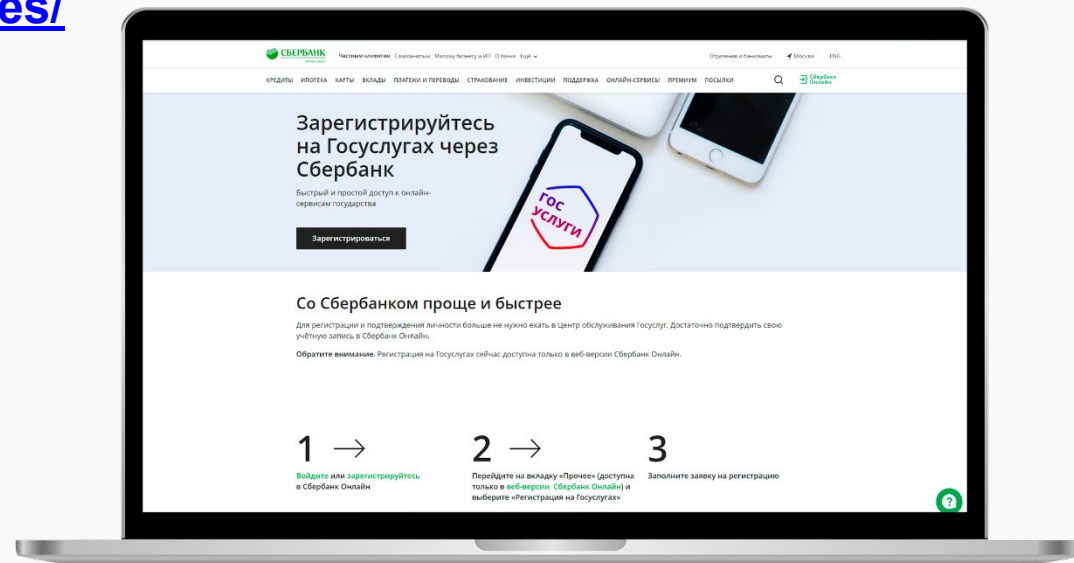 es/
СБЕРБАНК
Частным клиентам Самозанятым Малому бизнесу и ИП О банке Ещё
Отделения и банкоматы Москва ENG
КРЕДИТЫ ИПОТЕКА КАРТЫ ВКЛАДЫ ПЛАТЕЖИ И ПЕРЕВОДЫ СТРАХОВАНИЕ ИНВЕСТИЦИИ ПОДДЕРЖКА ОНЛАЙН-СЕРВИСЫ ПРЕМИУМ ПОСЫЛКИ
Сбербанк
Онлайн
Зарегистрируйтесь
на Госуслугах через
Сбербанк
Быстрый и простой доступ к онлайн-
сервисам государства
Зарегистрироваться
ГОС
УСЛУГИ
Со Сбербанком проще и быстрее
Для регистрации и подтверждения личности больше не нужно ехать в Центр обслуживания Госуслуг. Достаточно подтвердить свою
учётную запись в Сбербанк Онлайн.
Обратите внимание. Регистрация на Госуслугах сейчас доступна только в веб-версии Сбербанк Онлайн.
1 →
Войдите или зарегистрируйтесь
в Сбербанк Онлайн
2 →
Перейдите на вкладку «Прочее» (доступна
только в веб-версии Сбербанк Онлайн) и
выберите «Регистрация на Госуслугах»
3
Заполните заявку на регистрацию
?